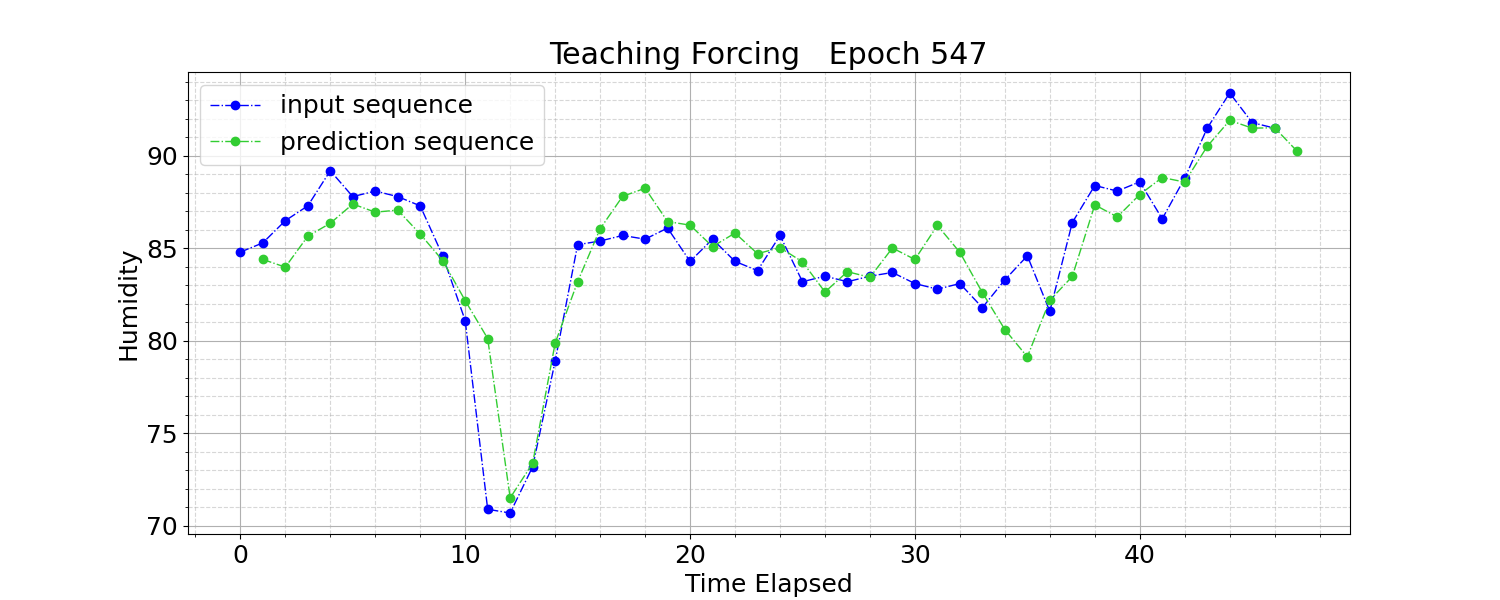 Teaching Forcing   Epoch 547
input sequence
prediction sequence
Humidity
90
85
80
75
70
0 10 20 30 40
Time Elapsed